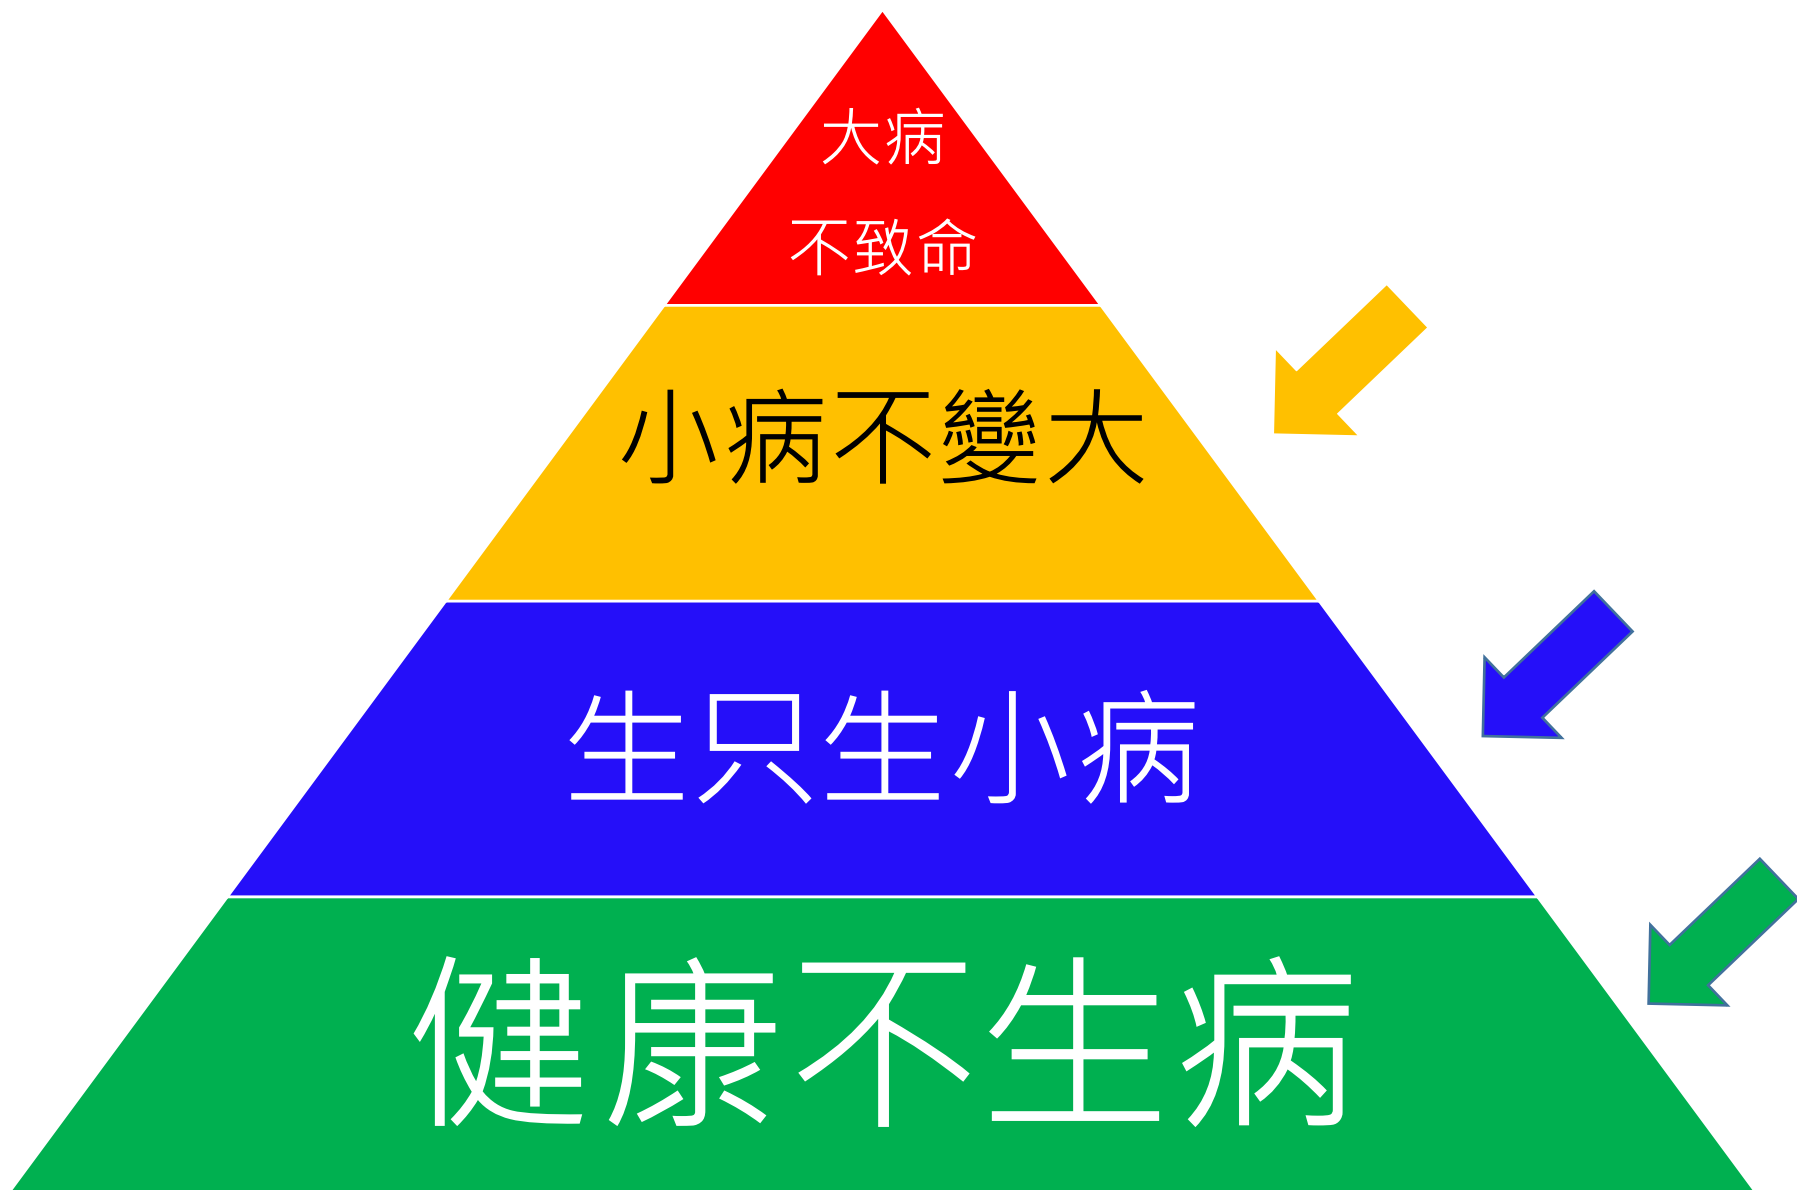 大病
不致命
小病不變大
生只生小病
健康不生病